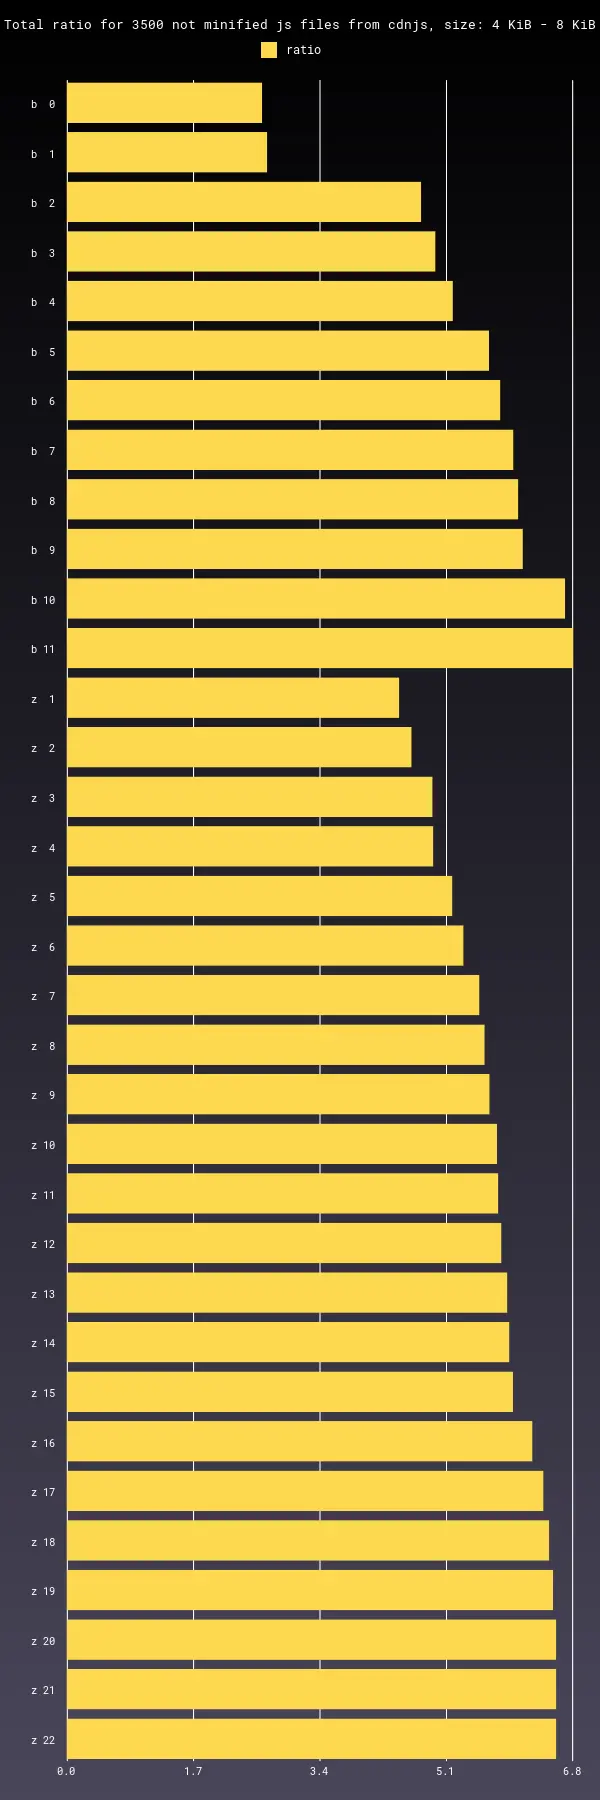 Total ratio for 3500 not minified js files from cdnjs, size: 4 KiB - 8 KiB
ratio
b 0
b 1
b 2
b 3
b 4
b 5
b 6
b 7
b 8
b 9
b 10
b 11
z 1
z 2
z 3
z 4
z 5
z 6
z 7
z 8
z 9
z 10
z 11
z 12
z 13
z 14
z 15
z 16
z 17
z 18
z 19
z 20
z 21
z 22
0.0 1.7 3.4 5.1 6.8